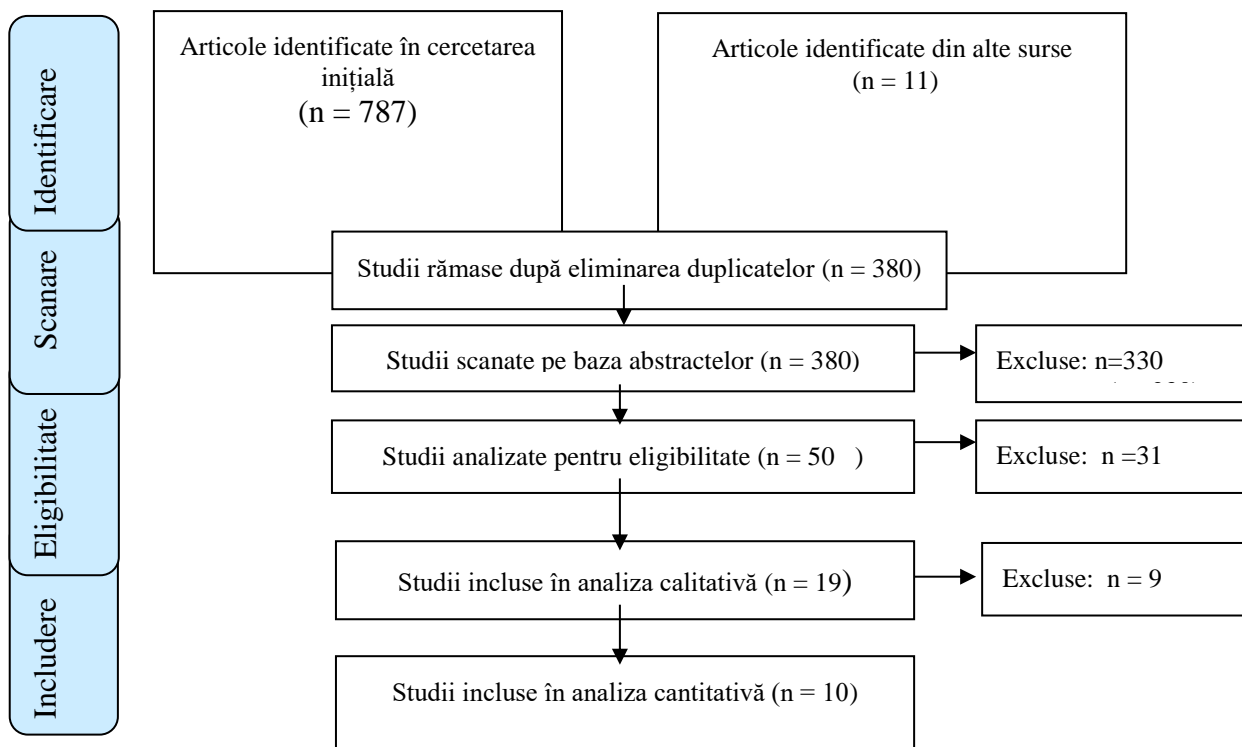 Identificare
Articole identificate în cercetarea
inițială
(n = 787)
Articole identificate din alte surse
(n = 11)
Scanare
Studii rămase după eliminarea duplicatelor (n = 380)
Studii scanate pe baza abstractelor (n = 380)
Excluse: n=330
Eligibilitate
Studii analizate pentru eligibilitate (n = 50 )
Excluse: n =31
Includere
Studii incluse în analiza calitativă (n = 19)
Excluse: n = 9
Studii incluse în analiza cantitativă (n = 10)